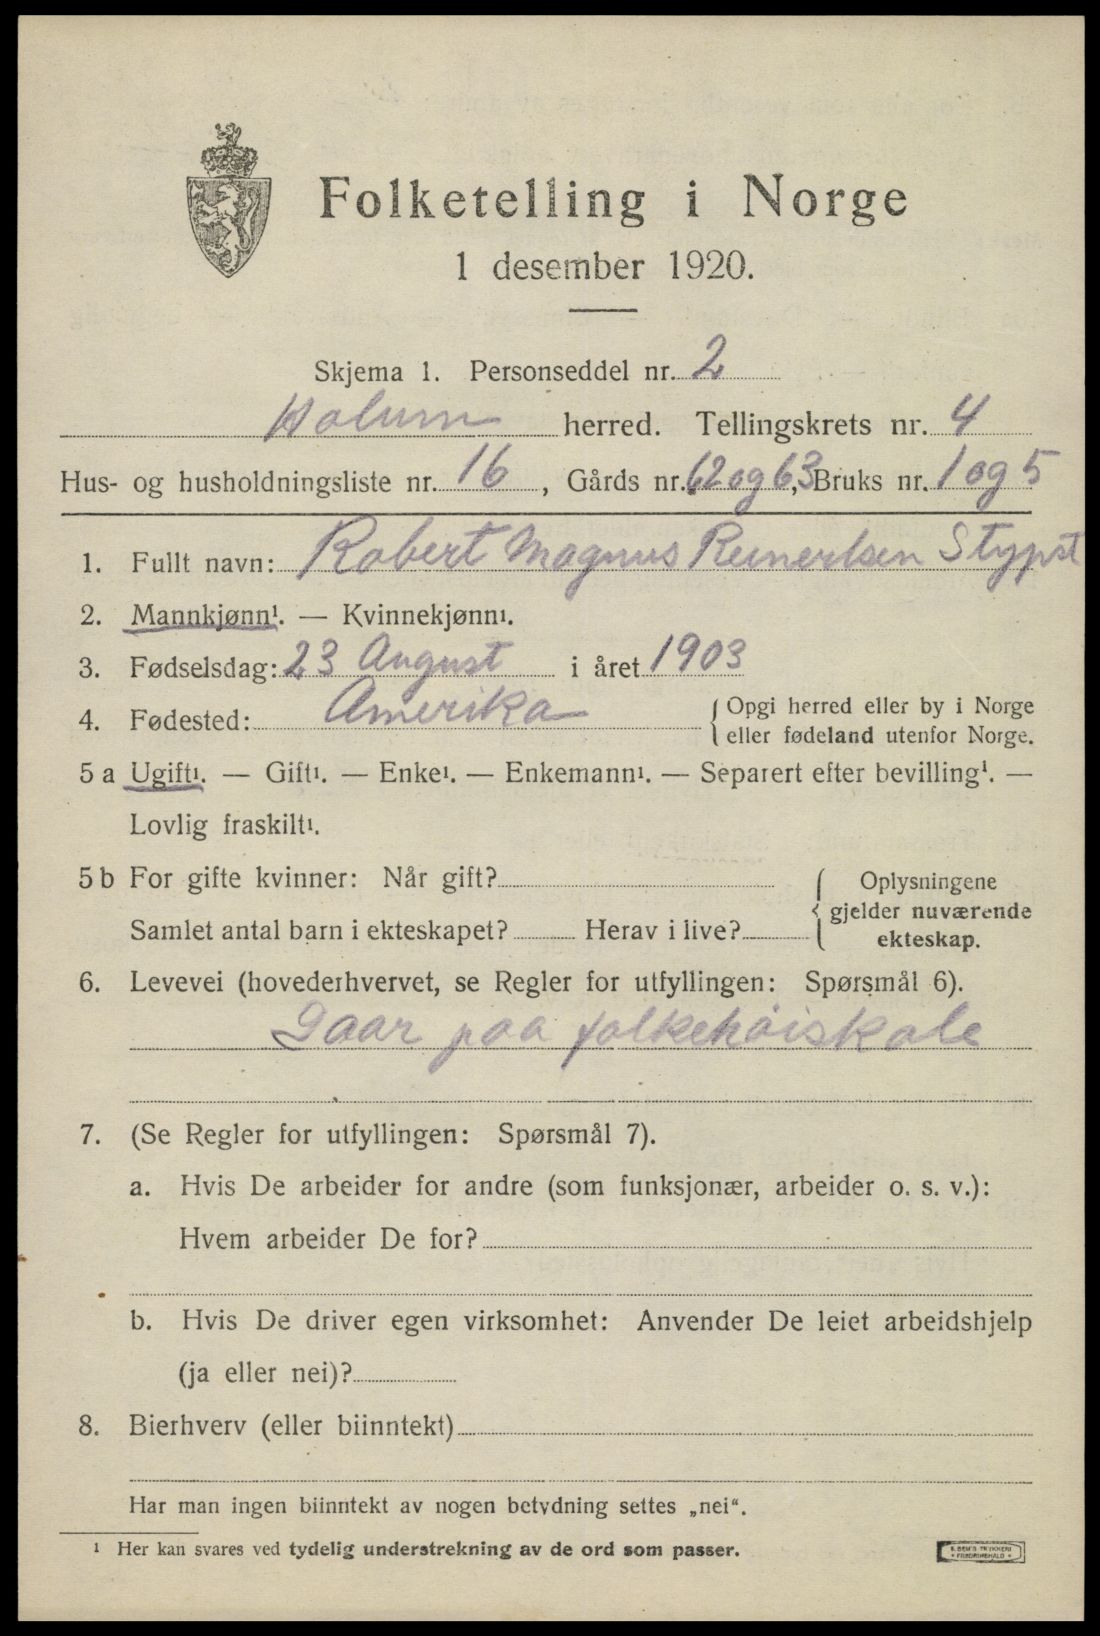 Folketelling i Norge
1 desember 1920.
Skjema 1. Personseddel nr. 2
Holum herred. Tellingskrets nr. 4
Hus- og husholdningsliste nr. 16, Gårds nr. 62 og 63, Bruks nr. 1 og 5
1. Fullt navn: Robert Magnus Reinertsen Stypst
2. Mannkjønn¹. — Kvinnekjønn¹.
3. Fødselsdag: 23 August i året 1903
4. Fødested: Amerika { Opgi herred eller by i Norge
eller fødeland utenfor Norge.
5 a Ugift¹. — Gift¹. — Enke¹. — Enkemann¹. — Separert efter bevilling¹. —
Lovlig fraskilt¹.
5 b For gifte kvinner: Når gift? { Oplysningene
gjelder nuværende
Samlet antal barn i ekteskapet? Herav i live? ekteskap.
6. Levevei (hovederhvervet, se Regler for utfyllingen: Spørsmål 6).
Gaar paa folkehøiskole
7. (Se Regler for utfyllingen: Spørsmål 7).
a. Hvis De arbeider for andre (som funksjonær, arbeider o. s. v.):
Hvem arbeider De for?
b. Hvis De driver egen virksomhet: Anvender De leiet arbeidshjelp
(ja eller nei)?
8. Bierhverv (eller biinntekt)
Har man ingen biinntekt av nogen betydning settes „nei“.
¹ Her kan svares ved tydelig understrekning av de ord som passer.
E. SEM'S TRYKKERI
FREDRIKSHALD